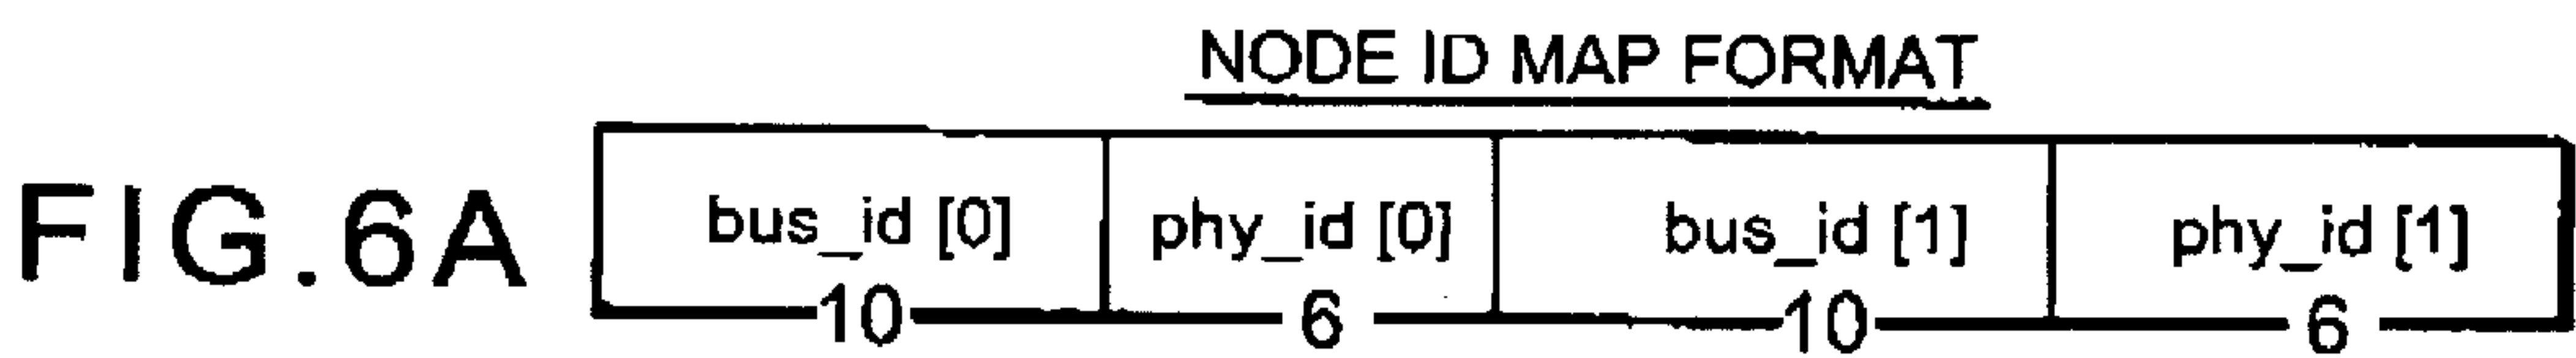 NODE ID MAP FORMAT
FIG.6A
bus_id [0] phy_id [0] bus_id [1] phy_id [1]
10 6 10 6